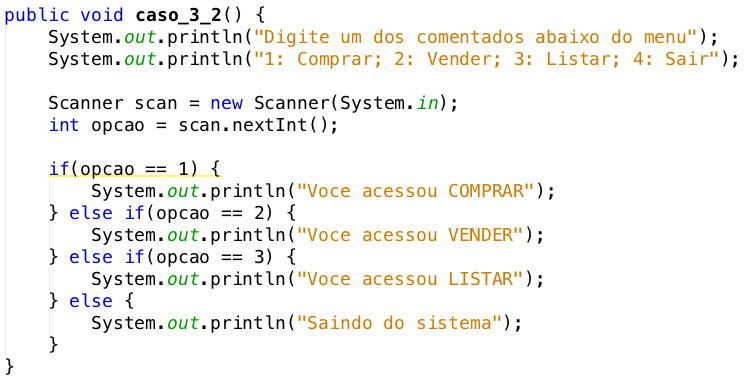 public void caso_3_2() {
    System.out.println("Digite um dos comentados abaixo do menu");
    System.out.println("1: Comprar; 2: Vender; 3: Listar; 4: Sair");

    Scanner scan = new Scanner(System.in);
    int opcao = scan.nextInt();

    if(opcao == 1) {
        System.out.println("Voce acessou COMPRAR");
    } else if(opcao == 2) {
        System.out.println("Voce acessou VENDER");
    } else if(opcao == 3) {
        System.out.println("Voce acessou LISTAR");
    } else {
        System.out.println("Saindo do sistema");
    }
}